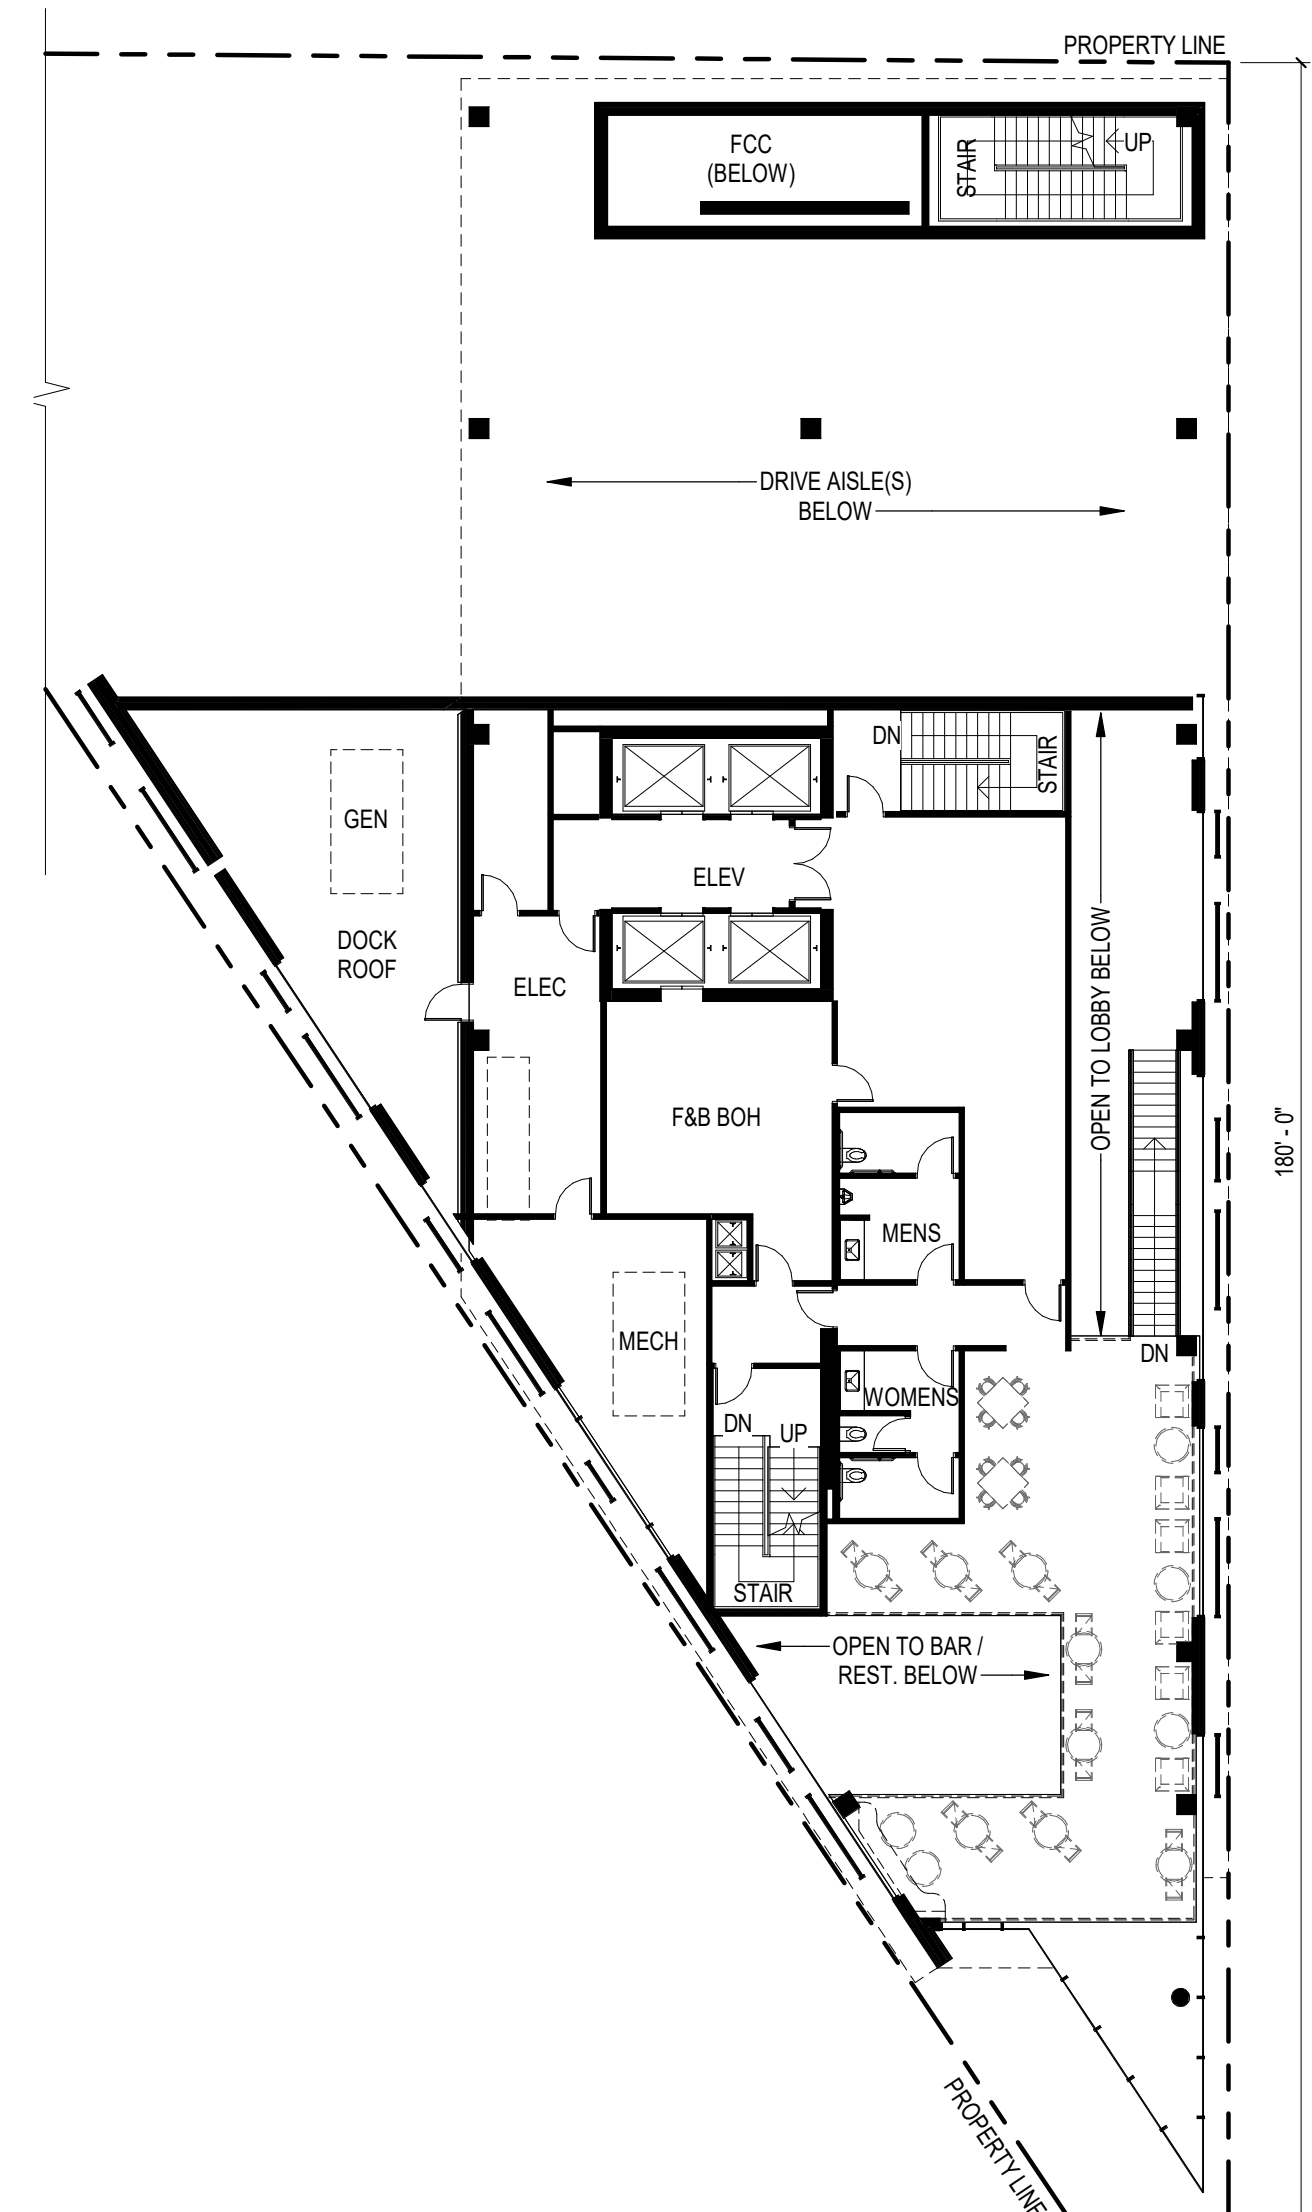 PROPERTY LINE
FCC
(BELOW)
STAIR
UP
DRIVE AISLE(S)
BELOW
DN
STAIR
GEN
ELEV
DOCK
ROOF
ELEC
OPEN TO LOBBY BELOW
F&B BOH
180' - 0"
MENS
MECH
DN
WOMENS
DN
UP
STAIR
OPEN TO BAR /
REST. BELOW
PROPERTY LINE